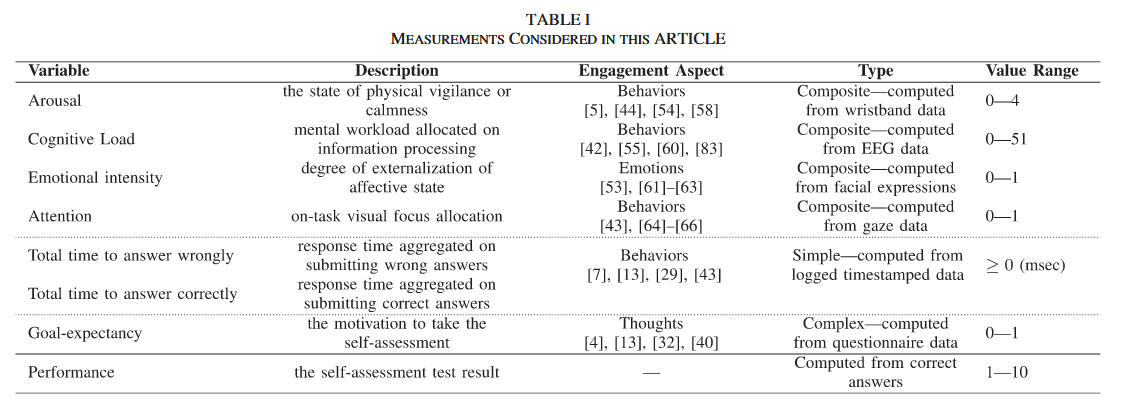 TABLE I
MEASUREMENTS CONSIDERED IN THIS ARTICLE
Variable Description Engagement Aspect Type Value Range
Arousal the state of physical vigilance or calmness Behaviors [5], [44], [54], [58] Composite—computed from wristband data 0—4
Cognitive Load mental workload allocated on information processing Behaviors [42], [55], [60], [83] Composite—computed from EEG data 0—51
Emotional intensity degree of externalization of affective state Emotions [53], [61]–[63] Composite—computed from facial expressions 0—1
Attention on-task visual focus allocation Behaviors [43], [64]–[66] Composite—computed from gaze data 0—1
Total time to answer wrongly response time aggregated on submitting wrong answers Behaviors [7], [13], [29], [43] Simple—computed from logged timestamped data ≥ 0 (msec)
Total time to answer correctly response time aggregated on submitting correct answers
Goal-expectancy the motivation to take the self-assessment Thoughts [4], [13], [32], [40] Complex—computed from questionnaire data 0—1
Performance the self-assessment test result — Computed from correct answers 1—10